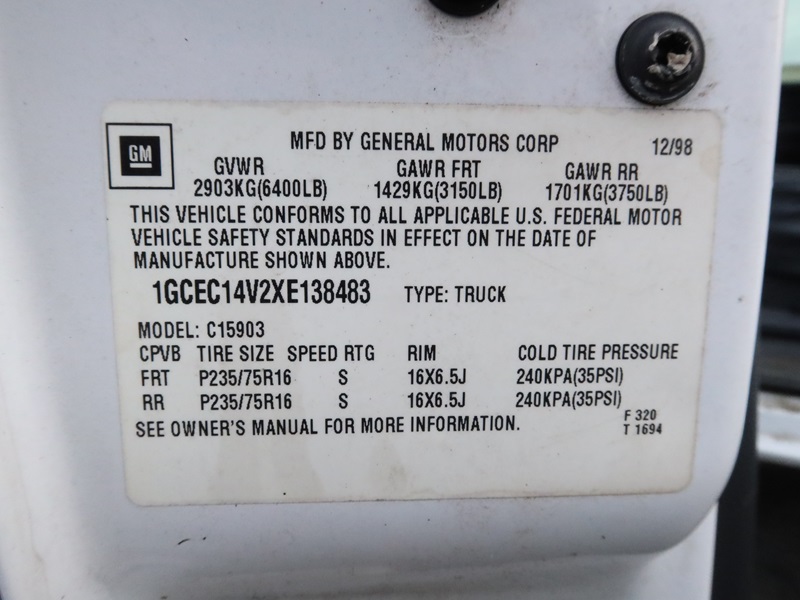 GM
MFD BY GENERAL MOTORS CORP 12/98
GVWR GAWR FRT GAWR RR
2903KG(6400LB) 1429KG(3150LB) 1701KG(3750LB)
THIS VEHICLE CONFORMS TO ALL APPLICABLE U.S. FEDERAL MOTOR
VEHICLE SAFETY STANDARDS IN EFFECT ON THE DATE OF
MANUFACTURE SHOWN ABOVE.
1GCEC14V2XE138483 TYPE: TRUCK
MODEL: C15903
CPVB TIRE SIZE SPEED RTG RIM COLD TIRE PRESSURE
FRT P235/75R16 S 16X6.5J 240KPA(35PSI)
RR P235/75R16 S 16X6.5J 240KPA(35PSI)
SEE OWNER'S MANUAL FOR MORE INFORMATION.
F 320
T 1694